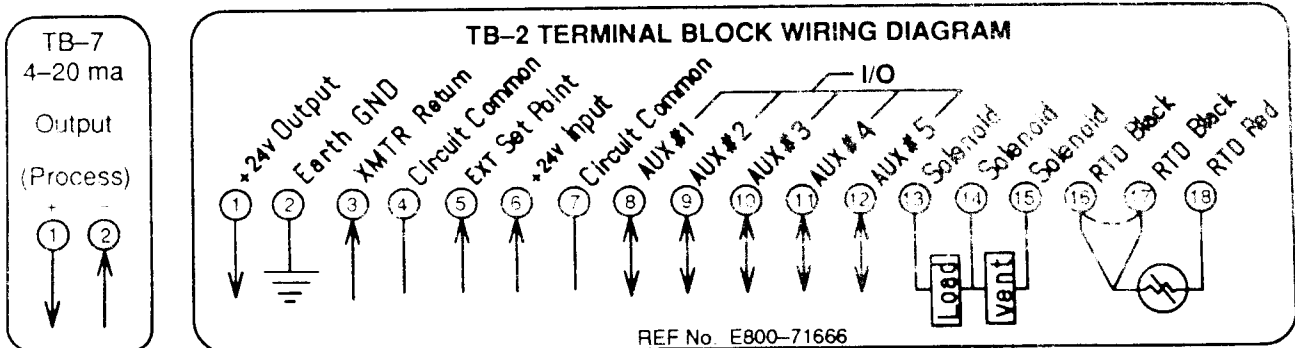 TB–7
4–20 ma
Output
(Process)
+ –
1 2
TB–2 TERMINAL BLOCK WIRING DIAGRAM
I/O
+24v Output
Earth GND
XMTR Return
Circuit Common
EXT Set Point
+24v Input
Circuit Common
AUX #1
AUX # 2
AUX # 3
AUX # 4
AUX # 5
Solenoid
Solenoid
Solenoid
RTD Black
RTD Black
RTD Red
1 2 3 4 5 6 7 8 9 10 11 12 13 14 15 16 17 18
Load
Vent
REF No. E800–71666